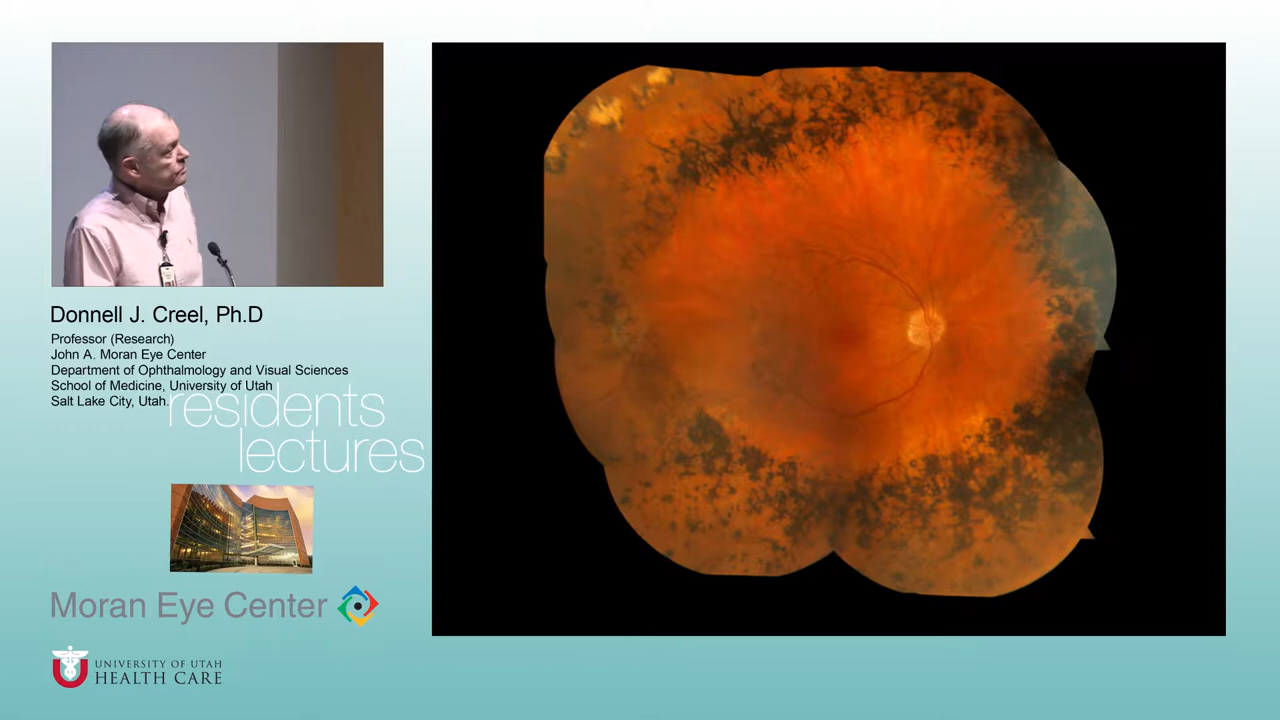 Donnell J. Creel, Ph.D
Professor (Research)
John A. Moran Eye Center
Department of Ophthalmology and Visual Sciences
School of Medicine, University of Utah
Salt Lake City, Utah.
residents
lectures
Moran Eye Center
UNIVERSITY OF UTAH
HEALTH CARE